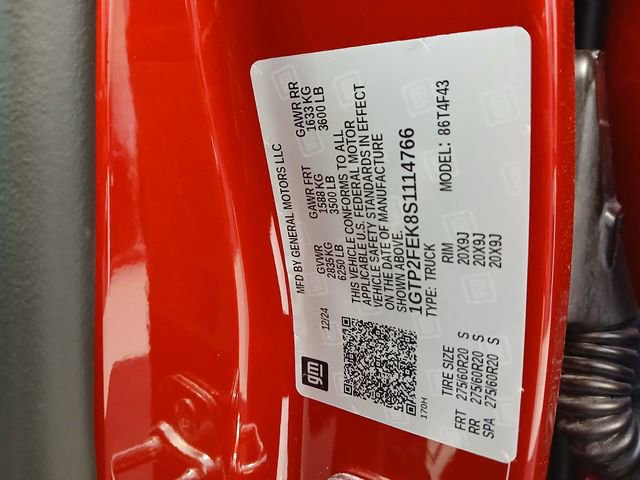 gm
12/24
MFD BY GENERAL MOTORS LLC
GVWR GAWR FRT GAWR RR
2835 KG 1588 KG 1633 KG
6250 LB 3500 LB 3600 LB
THIS VEHICLE CONFORMS TO ALL
APPLICABLE U.S. FEDERAL MOTOR
VEHICLE SAFETY STANDARDS IN EFFECT
ON THE DATE OF MANUFACTURE
SHOWN ABOVE.
1GTP2FEK8S1114766
TYPE: TRUCK MODEL: 86T4F43
170H
TIRE SIZE RIM
FRT 275/60R20 S 20X9J
RR 275/60R20 S 20X9J
SPA 275/60R20 S 20X9J